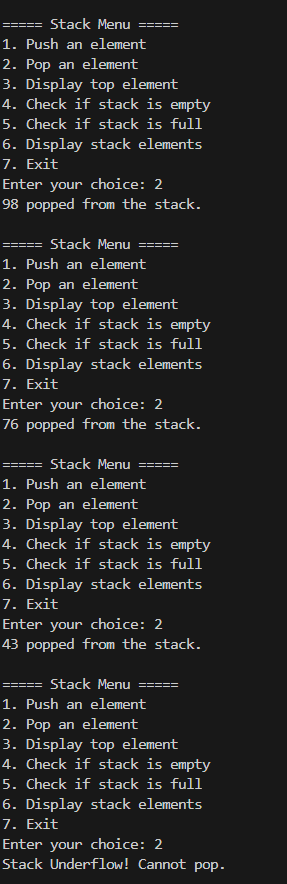 ===== Stack Menu =====
1. Push an element
2. Pop an element
3. Display top element
4. Check if stack is empty
5. Check if stack is full
6. Display stack elements
7. Exit
Enter your choice: 2
98 popped from the stack.

===== Stack Menu =====
1. Push an element
2. Pop an element
3. Display top element
4. Check if stack is empty
5. Check if stack is full
6. Display stack elements
7. Exit
Enter your choice: 2
76 popped from the stack.

===== Stack Menu =====
1. Push an element
2. Pop an element
3. Display top element
4. Check if stack is empty
5. Check if stack is full
6. Display stack elements
7. Exit
Enter your choice: 2
43 popped from the stack.

===== Stack Menu =====
1. Push an element
2. Pop an element
3. Display top element
4. Check if stack is empty
5. Check if stack is full
6. Display stack elements
7. Exit
Enter your choice: 2
Stack Underflow! Cannot pop.